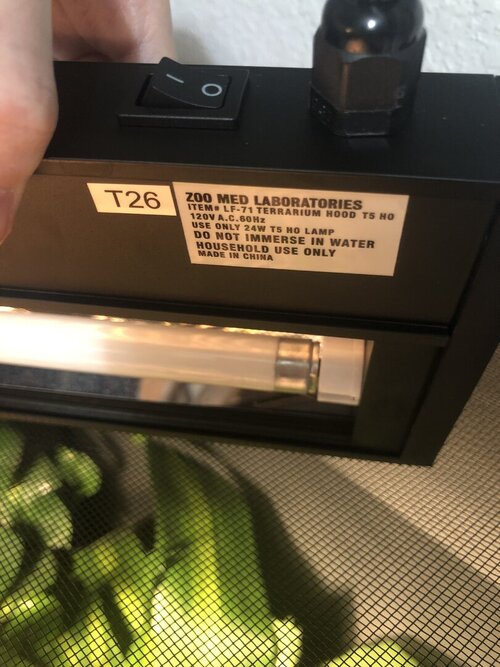 T26
ZOO MED LABORATORIES
ITEM# LF-71 TERRARIUM HOOD T5 HO
120V A.C. 60Hz
USE ONLY 24W T5 HO LAMP
DO NOT IMMERSE IN WATER
HOUSEHOLD USE ONLY
MADE IN CHINA